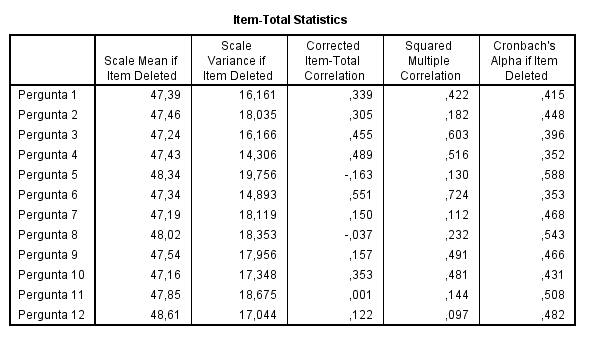 Item-Total Statistics
Scale Mean if Item Deleted Scale Variance if Item Deleted Corrected Item-Total Correlation Squared Multiple Correlation Cronbach's Alpha if Item Deleted
Pergunta 1 47,39 16,161 ,339 ,422 ,415
Pergunta 2 47,46 18,035 ,305 ,182 ,448
Pergunta 3 47,24 16,166 ,455 ,603 ,396
Pergunta 4 47,43 14,306 ,489 ,516 ,352
Pergunta 5 48,34 19,756 -,163 ,130 ,588
Pergunta 6 47,34 14,893 ,551 ,724 ,353
Pergunta 7 47,19 18,119 ,150 ,112 ,468
Pergunta 8 48,02 18,353 -,037 ,232 ,543
Pergunta 9 47,54 17,956 ,157 ,491 ,466
Pergunta 10 47,16 17,348 ,353 ,481 ,431
Pergunta 11 47,85 18,675 ,001 ,144 ,508
Pergunta 12 48,61 17,044 ,122 ,097 ,482